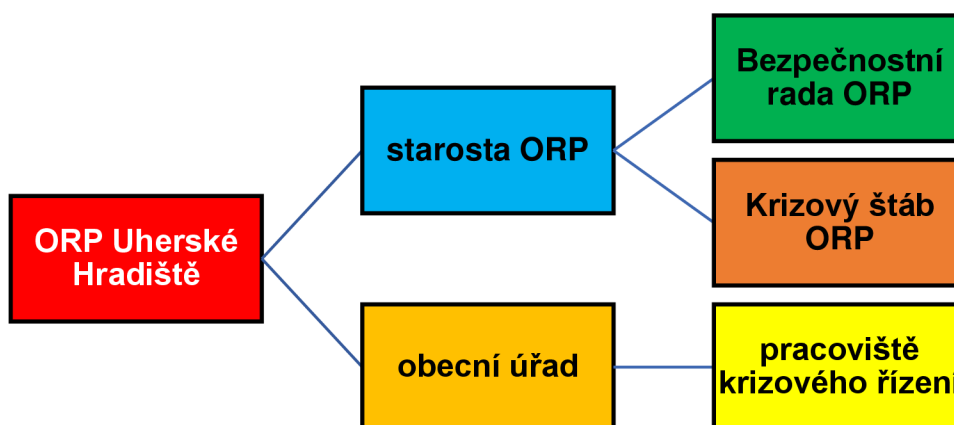 ORP Uherské
Hradiště
starosta ORP
obecní úřad
Bezpečnostní
rada ORP
Krizový štáb
ORP
pracoviště
krizového řízení